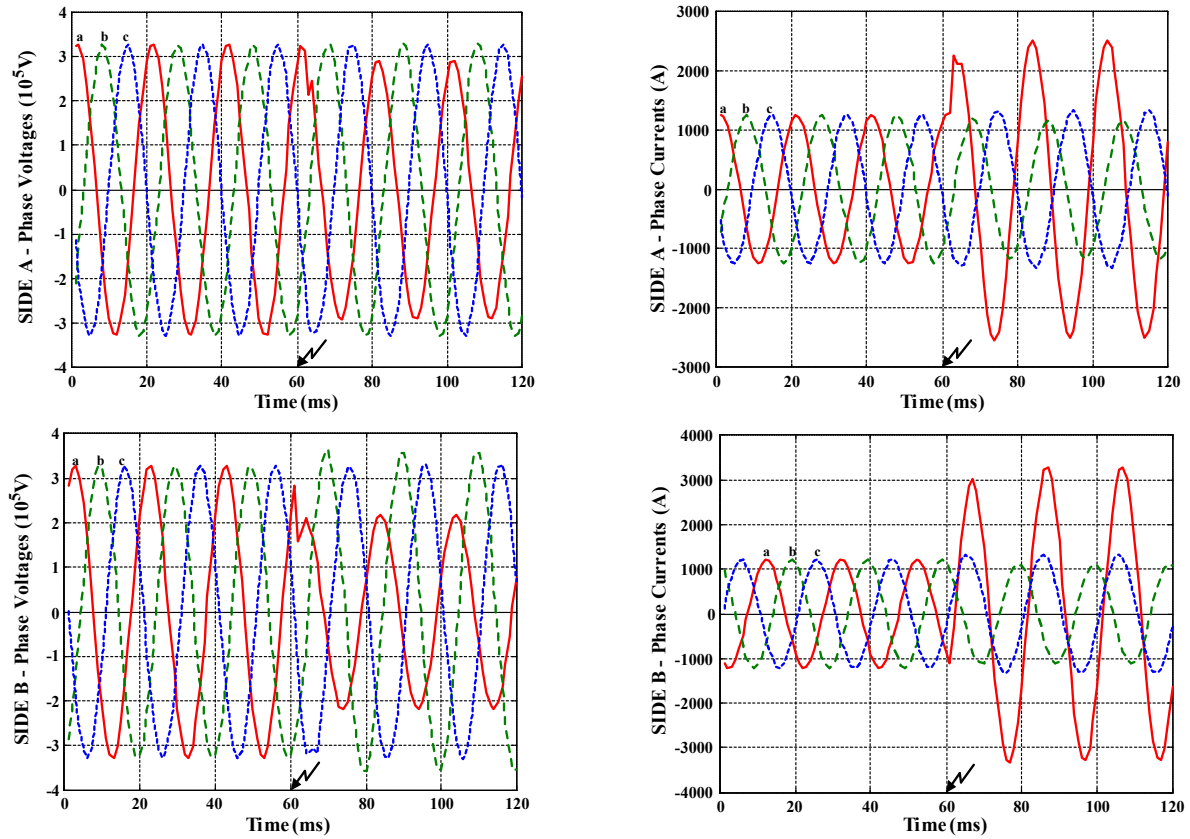 SIDE A - Phase Voltages (10⁵V)
4
3
2
1
0
-1
-2
-3
-4
a b c
0 20 40 60 80 100 120
Time (ms)
SIDE A - Phase Currents (A)
3000
2000
1000
0
-1000
-2000
-3000
a b c
0 20 40 60 80 100 120
Time (ms)
SIDE B - Phase Voltages (10⁵V)
4
3
2
1
0
-1
-2
-3
-4
a b c
0 20 40 60 80 100 120
Time (ms)
SIDE B - Phase Currents (A)
4000
3000
2000
1000
0
-1000
-2000
-3000
-4000
a b c
0 20 40 60 80 100 120
Time (ms)